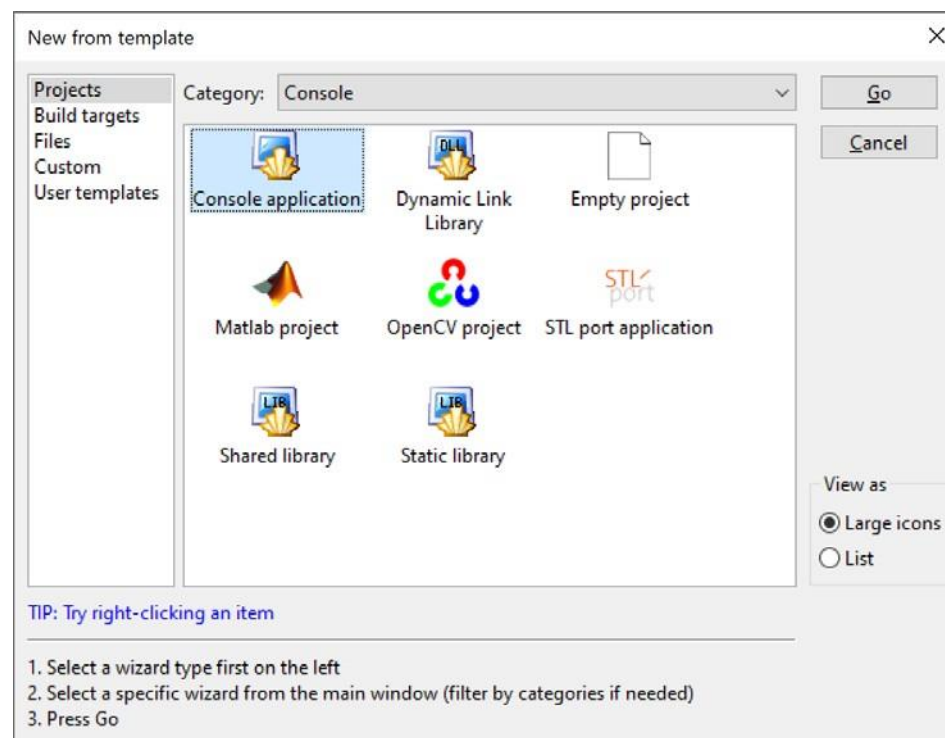 New from template
Projects
Build targets
Files
Custom
User templates
Category: Console
Go
Cancel
DLL
Console application
Dynamic Link
Library
Empty project
STL
port
Matlab project
OpenCV project
STL port application
LIB
LIB
Shared library
Static library
View as
Large icons
List
TIP: Try right-clicking an item
1. Select a wizard type first on the left
2. Select a specific wizard from the main window (filter by categories if needed)
3. Press Go